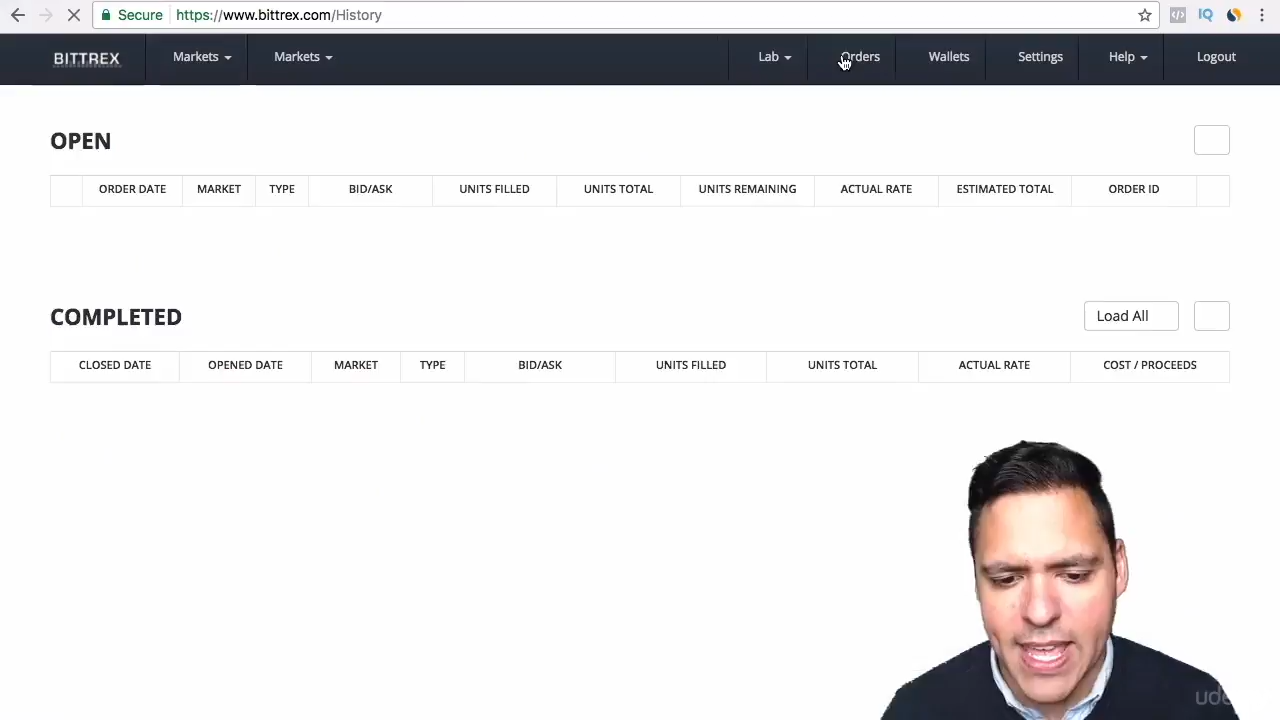 Secure https://www.bittrex.com/History
BITTREX Markets Markets Lab Orders Wallets Settings Help Logout
OPEN
ORDER DATE MARKET TYPE BID/ASK UNITS FILLED UNITS TOTAL UNITS REMAINING ACTUAL RATE ESTIMATED TOTAL ORDER ID
COMPLETED Load All
CLOSED DATE OPENED DATE MARKET TYPE BID/ASK UNITS FILLED UNITS TOTAL ACTUAL RATE COST / PROCEEDS